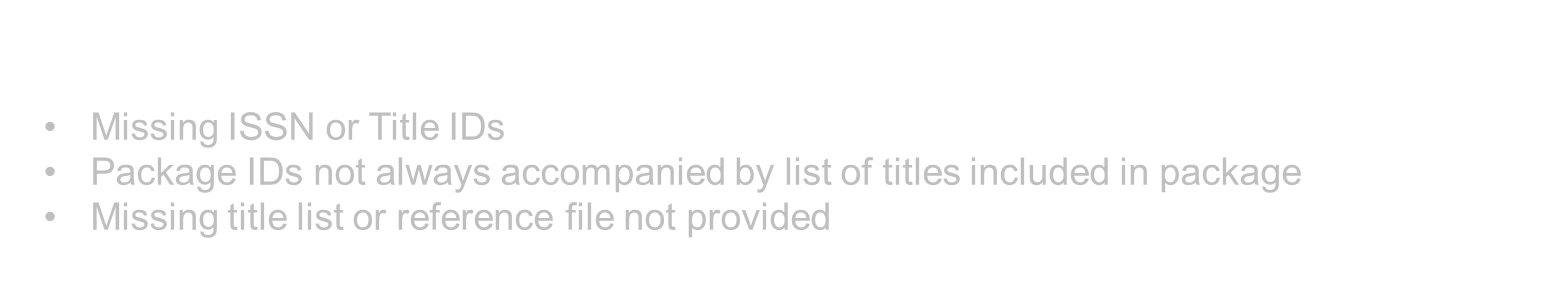 • Missing ISSN or Title IDs
• Package IDs not always accompanied by list of titles included in package
• Missing title list or reference file not provided